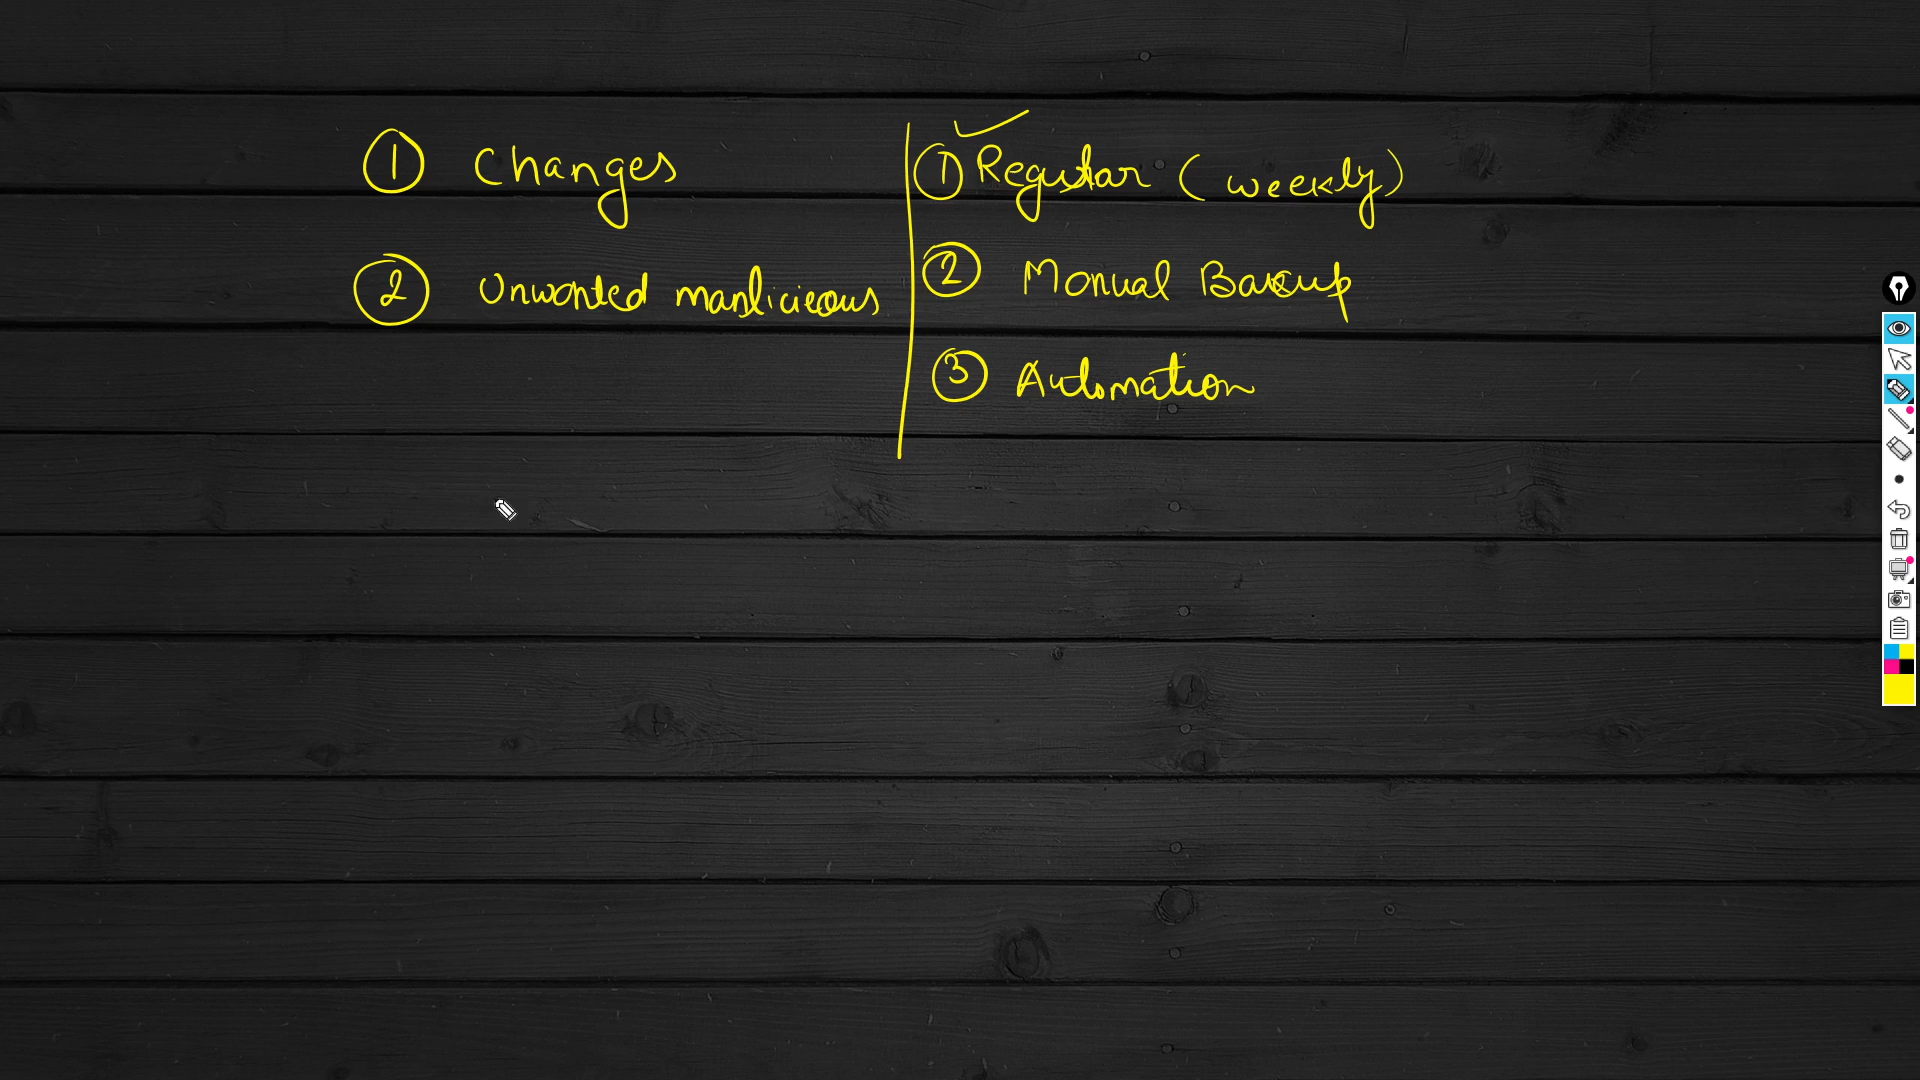 ① Changes
② Unwanted manlicieous
① Regular (weekly)
② Manual Backup
③ Automation